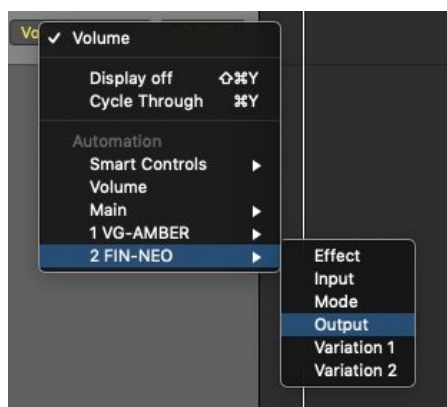 Volume
Display off ⇧⌘Y
Cycle Through ⌘Y
Automation
Smart Controls
Volume
Main
1 VG-AMBER
2 FIN-NEO
Effect
Input
Mode
Output
Variation 1
Variation 2